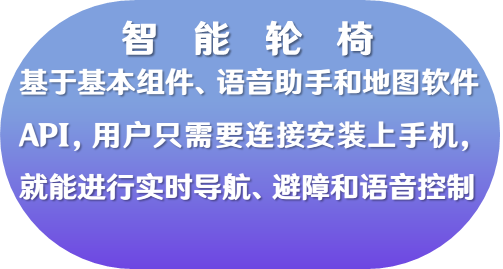 智能轮椅
基于基本组件、语音助手和地图软件
API，用户只需要连接安装上手机，
就能进行实时导航、避障和语音控制